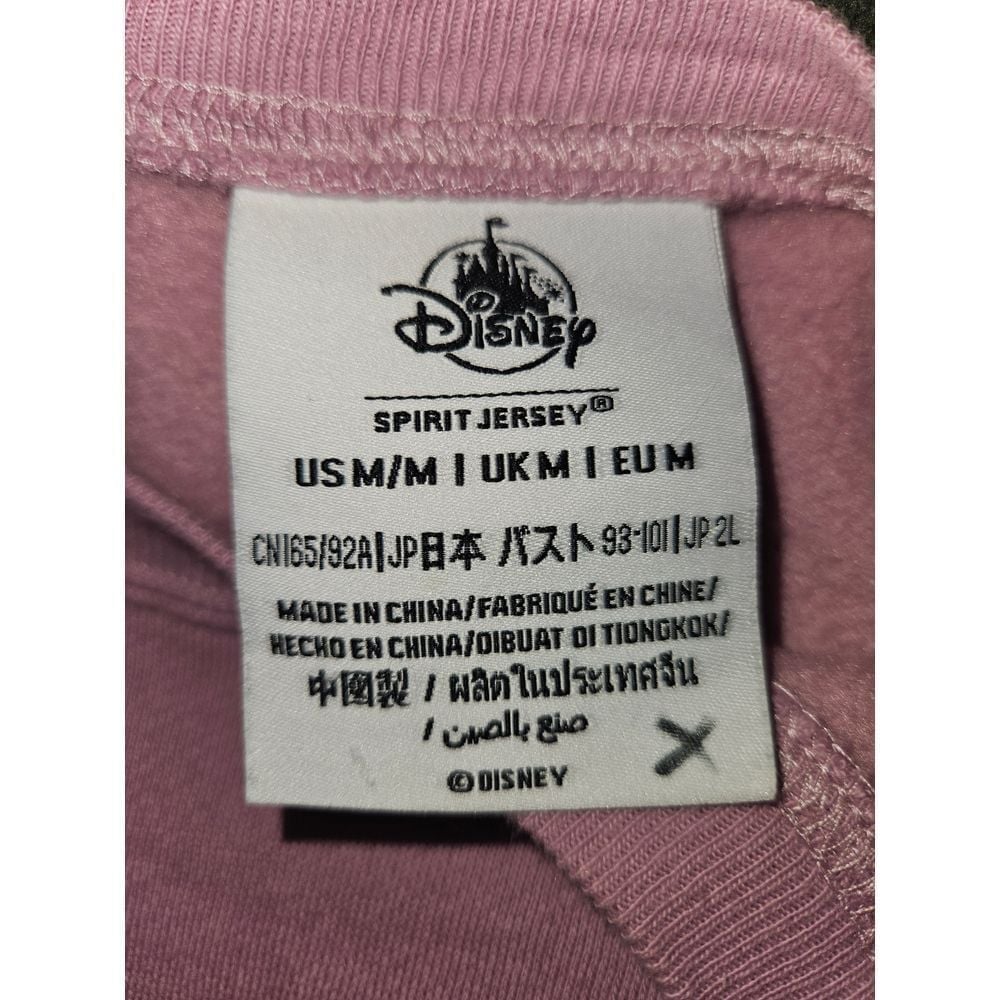 DISNEY
SPIRIT JERSEY®
US M/M | UK M | EU M
CN165/92A|JP日本 バスト 93-101|JP 2L
MADE IN CHINA/FABRIQUÉ EN CHINE/
HECHO EN CHINA/DIBUAT DI TIONGKOK/
中國製 / ผลิตในประเทศจีน
/ صنع بالصين
©DISNEY
X